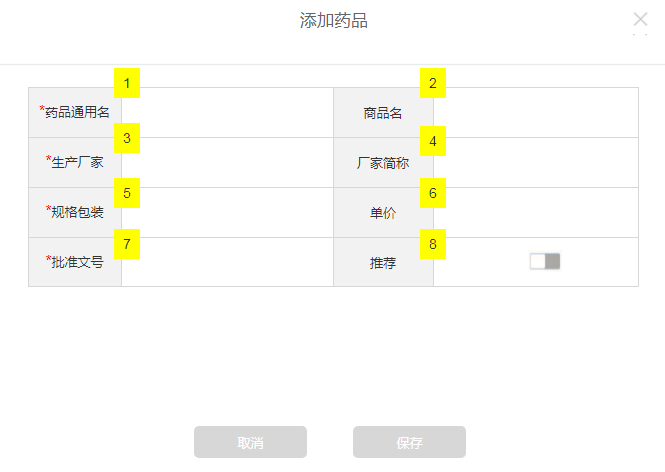 添加药品
1
2
*药品通用名
商品名
3
4
*生产厂家
厂家简称
5
6
*规格包装
单价
7
8
*批准文号
推荐
取消
保存